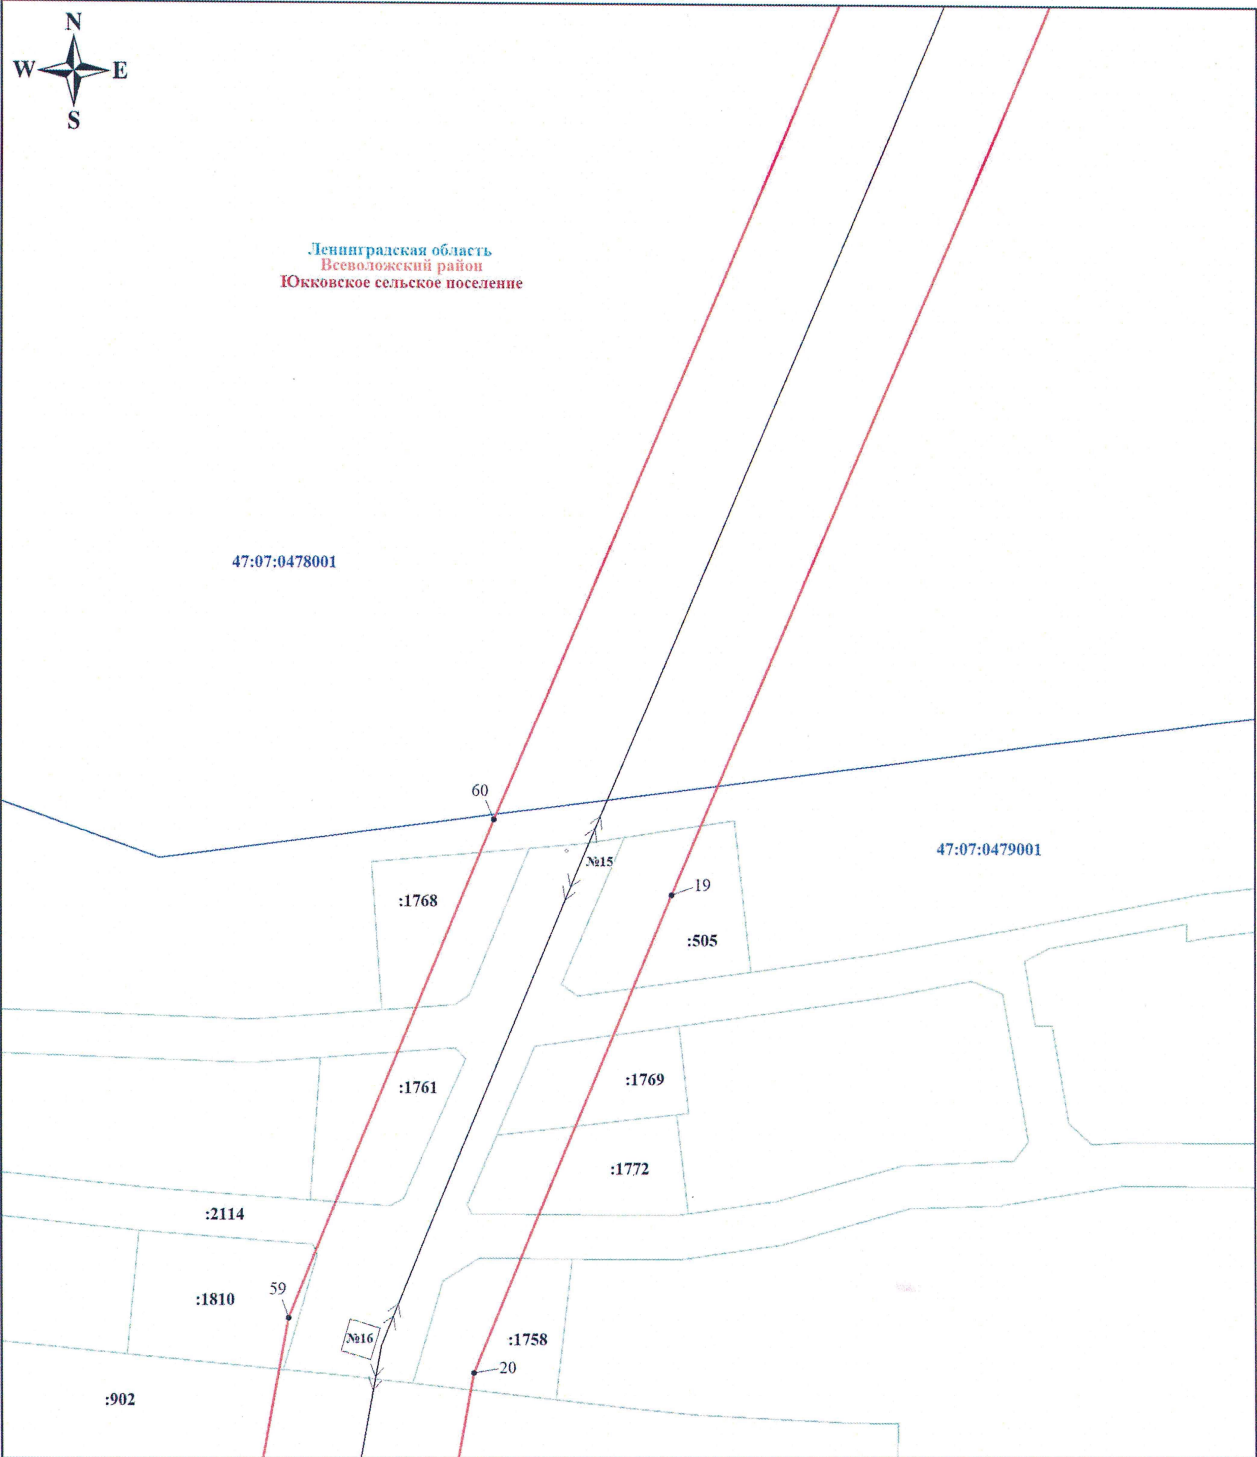 N
W E
S
Ленинградская область
Всеволожский район
Юкковское сельское поселение
47:07:0478001
60
47:07:0479001
№15
19
:1768
:505
:1769
:1761
:1772
:2114
59
:1810
№16
:1758
20
:902